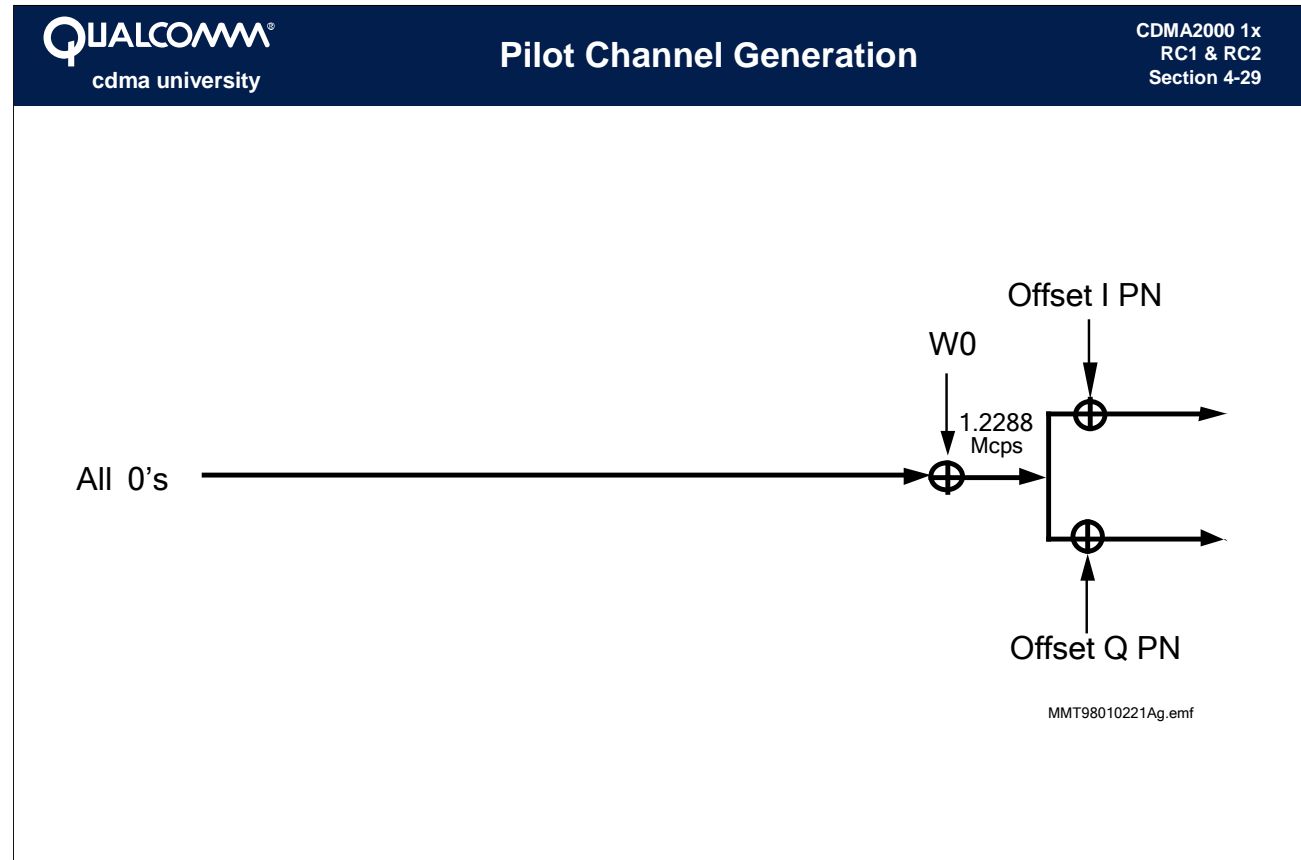 QUALCOMM®
cdma university
Pilot Channel Generation
CDMA2000 1x
RC1 & RC2
Section 4-29
Offset I PN
W0
1.2288
Mcps
All 0’s
Offset Q PN
MMT98010221Ag.emf